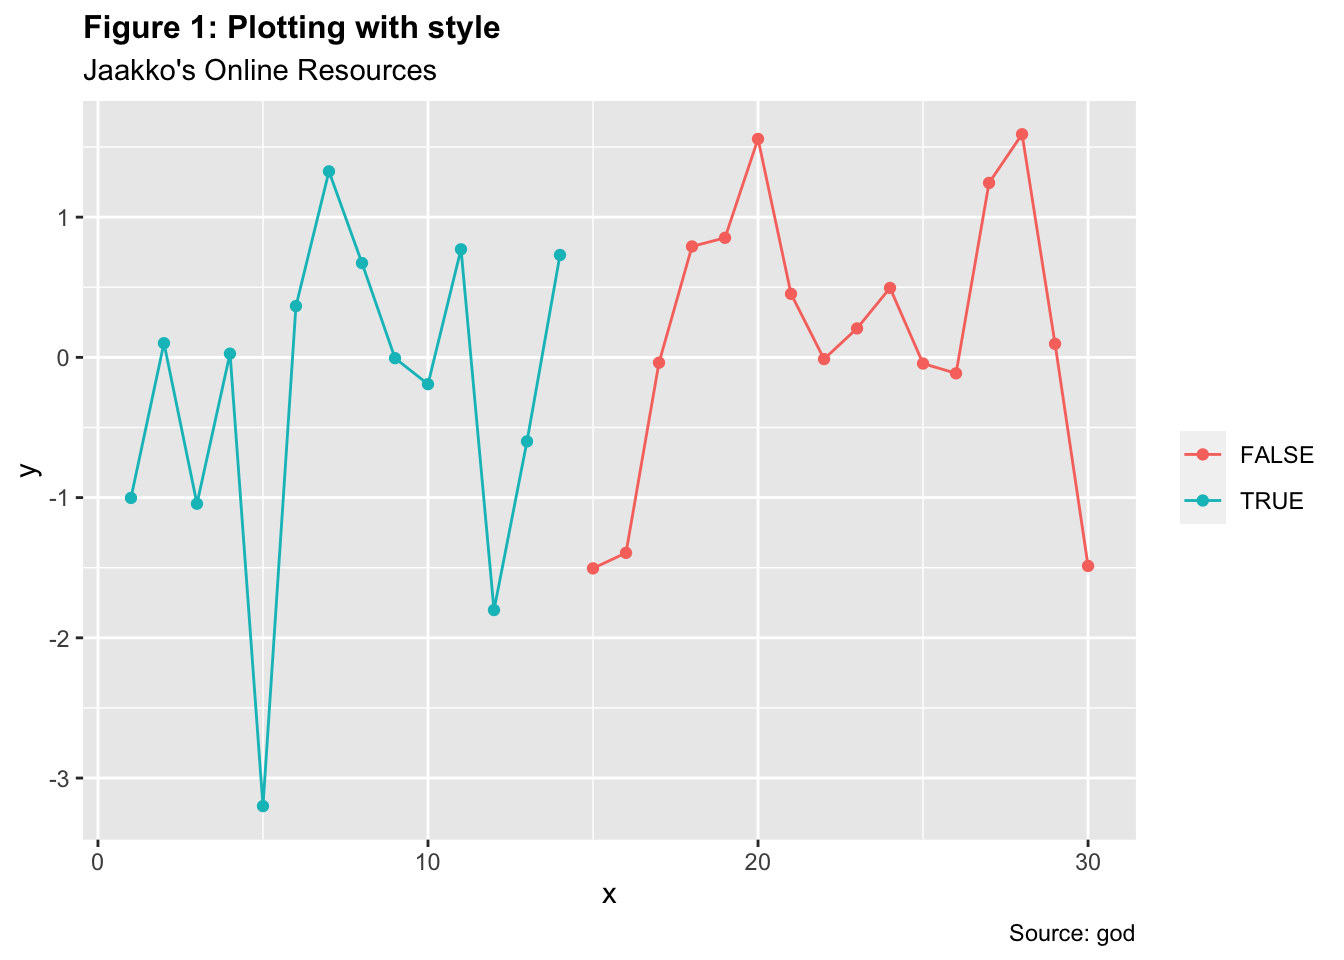 Figure 1: Plotting with style
Jaakko's Online Resources
1
0
-1
-2
-3
y
0 10 20 30
x
FALSE
TRUE
Source: god